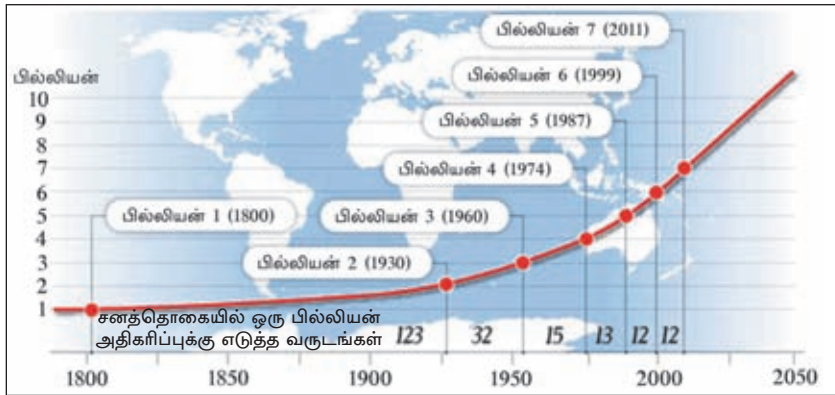 பில்லியன் 7 (2011)
பில்லியன் 6 (1999)
பில்லியன் 5 (1987)
பில்லியன் 4 (1974)
பில்லியன் 3 (1960)
பில்லியன் 2 (1930)
பில்லியன் 1 (1800)
பில்லியன்
10
9
8
7
6
5
4
3
2
1
சனத்தொகையில் ஒரு பில்லியன்
அதிகரிப்புக்கு எடுத்த வருடங்கள் 123 32 15 13 12 12
1800 1850 1900 1950 2000 2050